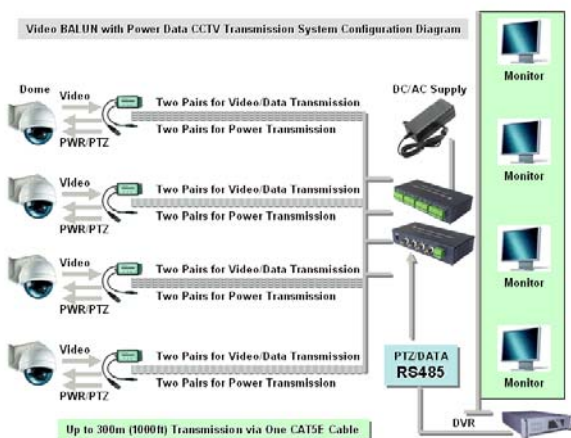 Video BALUN with Power Data CCTV Transmission System Configuration Diagram
Dome
Video
Two Pairs for Video/Data Transmission
Two Pairs for Power Transmission
PWR/PTZ
DC/AC Supply
Monitor
Video
Two Pairs for Video/Data Transmission
Two Pairs for Power Transmission
PWR/PTZ
Monitor
Video
Two Pairs for Video/Data Transmission
Two Pairs for Power Transmission
PWR/PTZ
Monitor
Video
Two Pairs for Video/Data Transmission
Two Pairs for Power Transmission
PWR/PTZ
PTZ/DATA
RS485
Monitor
Up to 300m (1000ft) Transmission via One CAT5E Cable
DVR